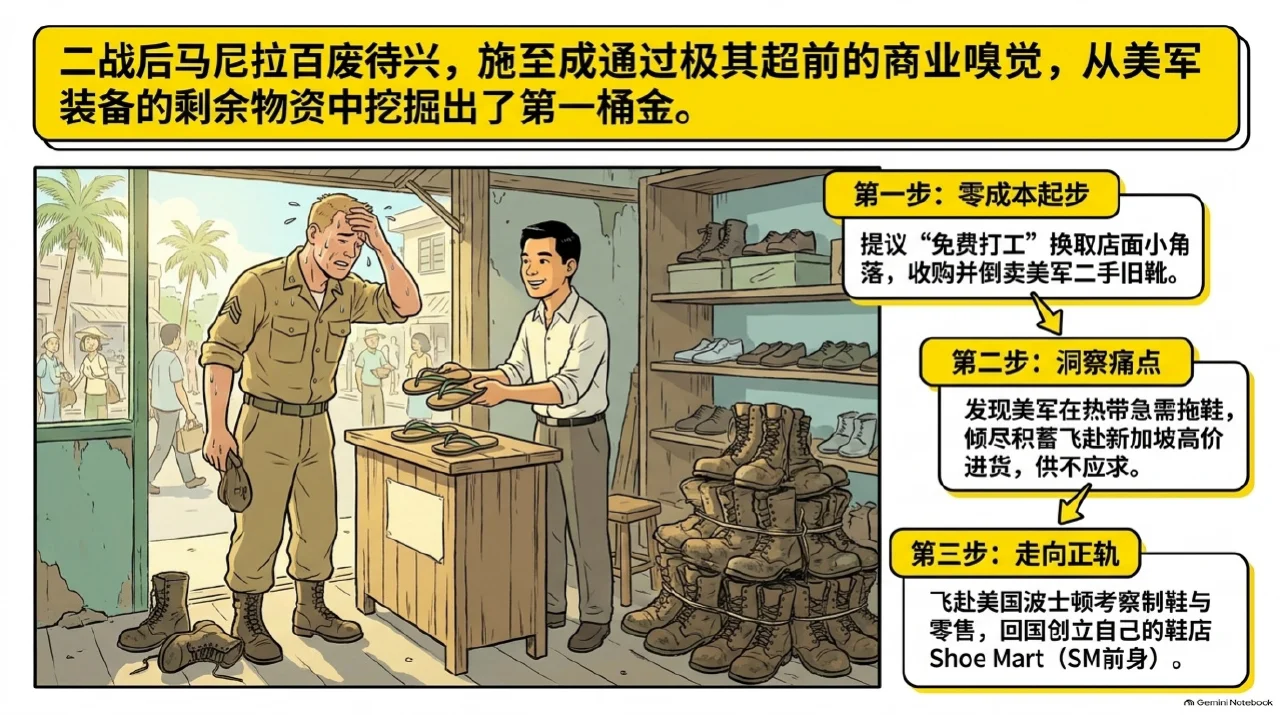 二战后马尼拉百废待兴，施至成通过极其超前的商业嗅觉，从美军
装备的剩余物资中挖掘出了第一桶金。
第一步：零成本起步
提议“免费打工”换取店面小角
落，收购并倒卖美军二手旧靴。
第二步：洞察痛点
发现美军在热带急需拖鞋，
倾尽积蓄飞赴新加坡高价
进货，供不应求。
第三步：走向正轨
飞赴美国波士顿考察制鞋与
零售，回国创立自己的鞋店
Shoe Mart（SM前身）。
Gemini Notebook